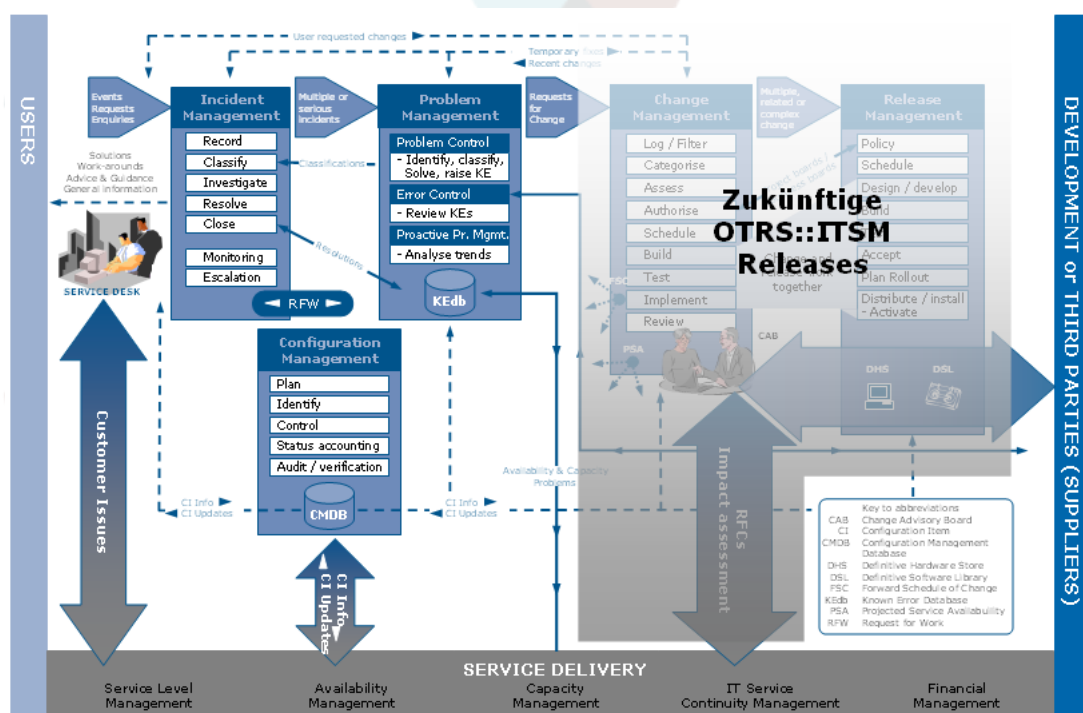 User requested changes
Temporary fixes
Recent changes
USERS
Events
Requests
Enquiries
Incident
Management
Record
Classify
Investigate
Resolve
Close
Monitoring
Escalation
Multiple or
serious
incidents
Problem
Management
Problem Control
- Identify, classify,
Solve, raise KE
Error Control
- Review KEs
Proactive Pr. Mgmt.
- Analyse trends
KEdb
Requests
for
Change
Change
Management
Log / Filter
Categorise
Assess
Authorise
Schedule
Build
Test
Implement
Review
Multiple,
related or
complex
change
Release
Management
Policy
Schedule
Design / develop
Build
Accept
Plan Rollout
Distribute / install
- Activate
Zukünftige
OTRS::ITSM
Releases
Change and
together
Solutions
Work-arounds
Advice & Guidance
General information
SERVICE DESK
Classifications
Resolutions
RFW
FSC
PSA
CAB
DHS
DSL
Configuration
Management
Plan
Identify
Control
Status accounting
Audit / verification
CMDB
CI Info
CI Updates
CI Info
CI Updates
Availability & Capacity
Problems
Customer Issues
CI Info
CI Updates
RFCs
Impact assessment
Key to abbreviations
CAB Change Advisory Board
CI Configuration Item
CMDB Configuration Management
Database
DHS Definitive Hardware Store
DSL Definitive Software Library
FSC Forward Schedule of Change
KEdb Known Error Database
PSA Projected Service Availability
RFW Request for Work
DEVELOPMENT or THIRD PARTIES (SUPPLIERS)
SERVICE DELIVERY
Service Level
Management
Availability
Management
Capacity
Management
IT Service
Continuity Management
Financial
Management